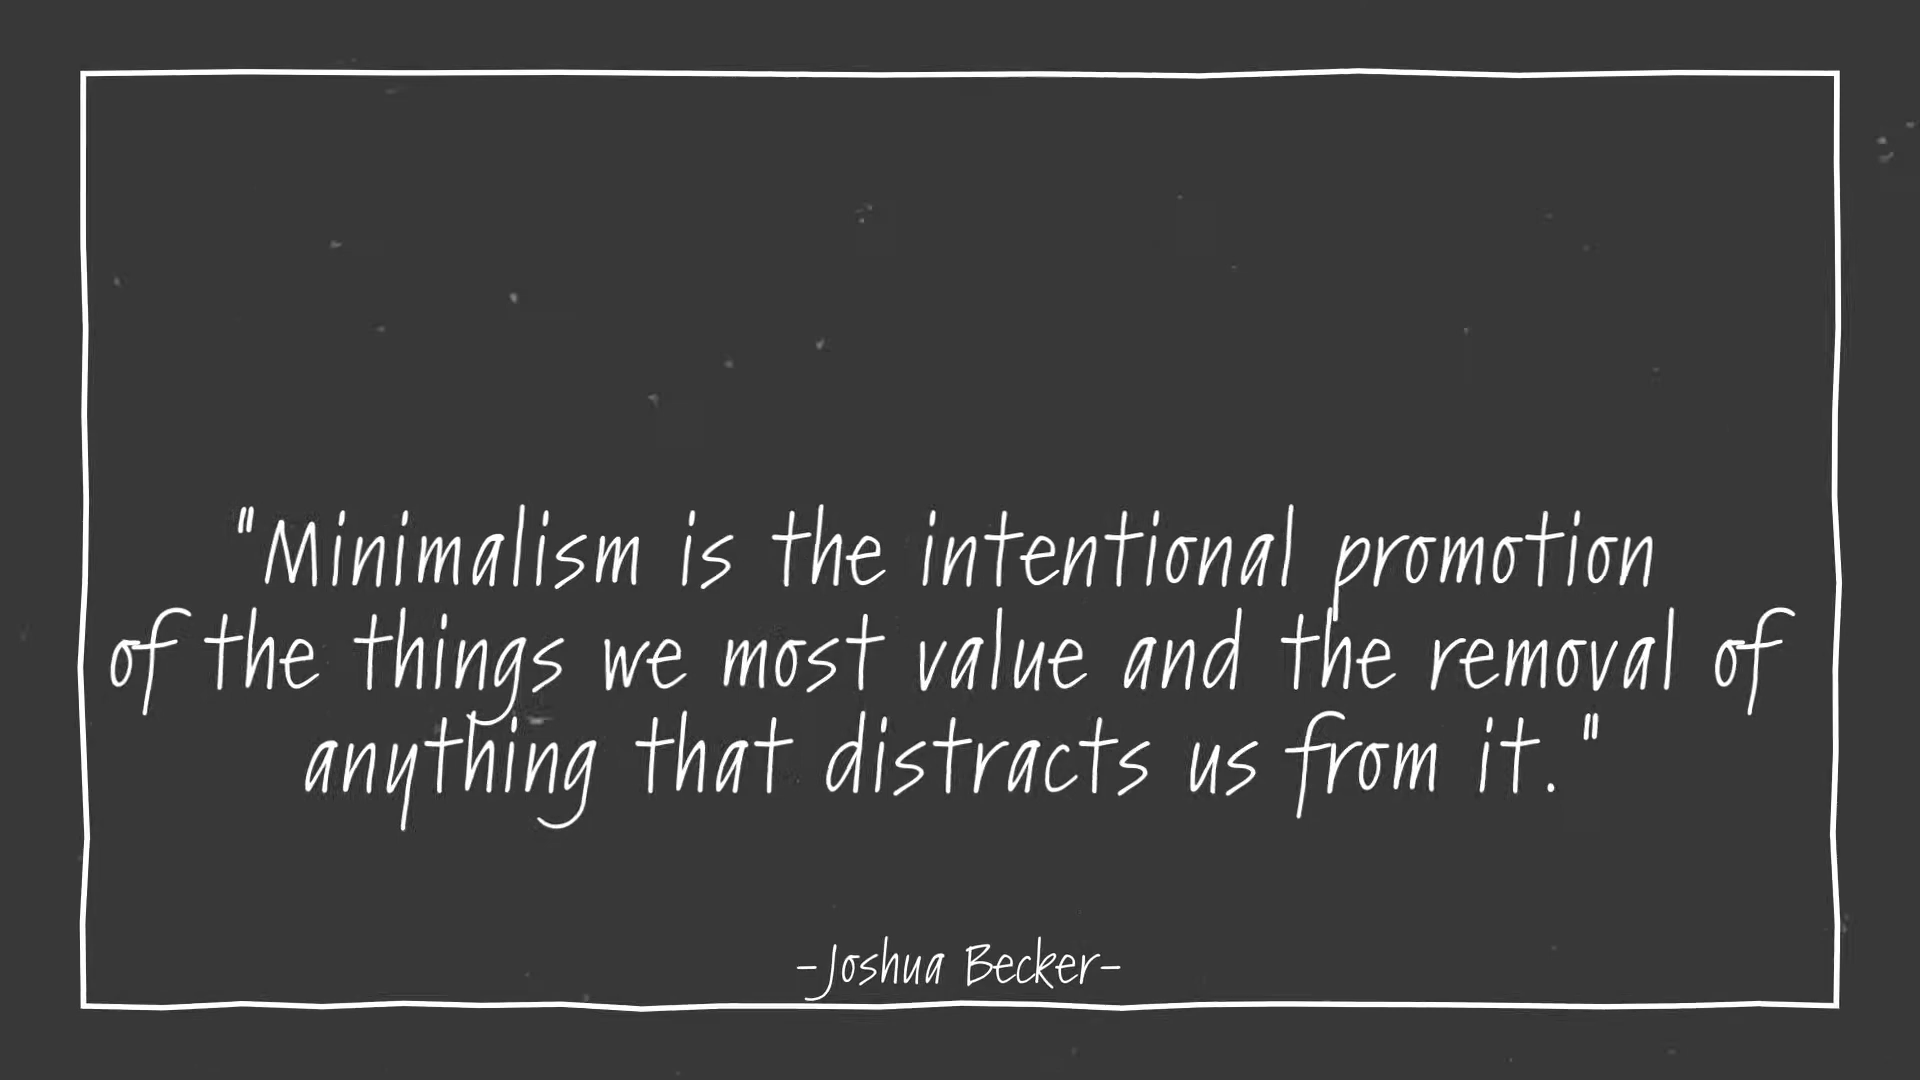 "Minimalism is the intentional promotion
of the things we most value and the removal of
anything that distracts us from it."
-Joshua Becker-